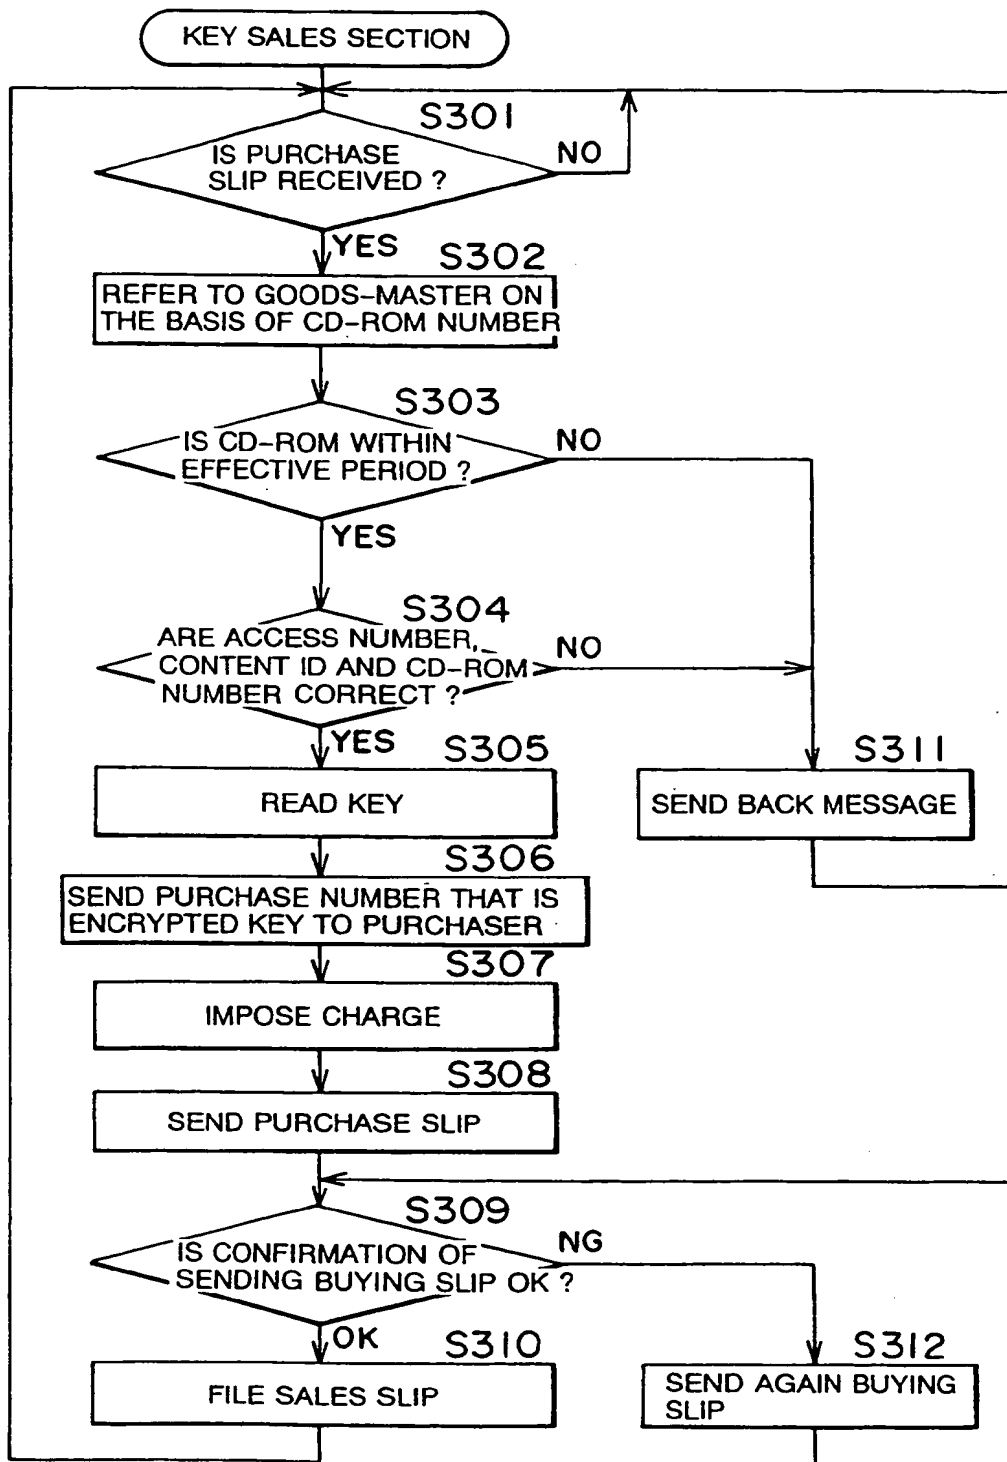 KEY SALES SECTION
S301
IS PURCHASE
SLIP RECEIVED ?
NO
YES
S302
REFER TO GOODS-MASTER ON
THE BASIS OF CD-ROM NUMBER
S303
IS CD-ROM WITHIN
EFFECTIVE PERIOD ?
NO
YES
S304
ARE ACCESS NUMBER,
CONTENT ID AND CD-ROM
NUMBER CORRECT ?
NO
YES
S305
READ KEY
S311
SEND BACK MESSAGE
S306
SEND PURCHASE NUMBER THAT IS
ENCRYPTED KEY TO PURCHASER
S307
IMPOSE CHARGE
S308
SEND PURCHASE SLIP
S309
IS CONFIRMATION OF
SENDING BUYING SLIP OK ?
NG
OK
S310
FILE SALES SLIP
S312
SEND AGAIN BUYING
SLIP